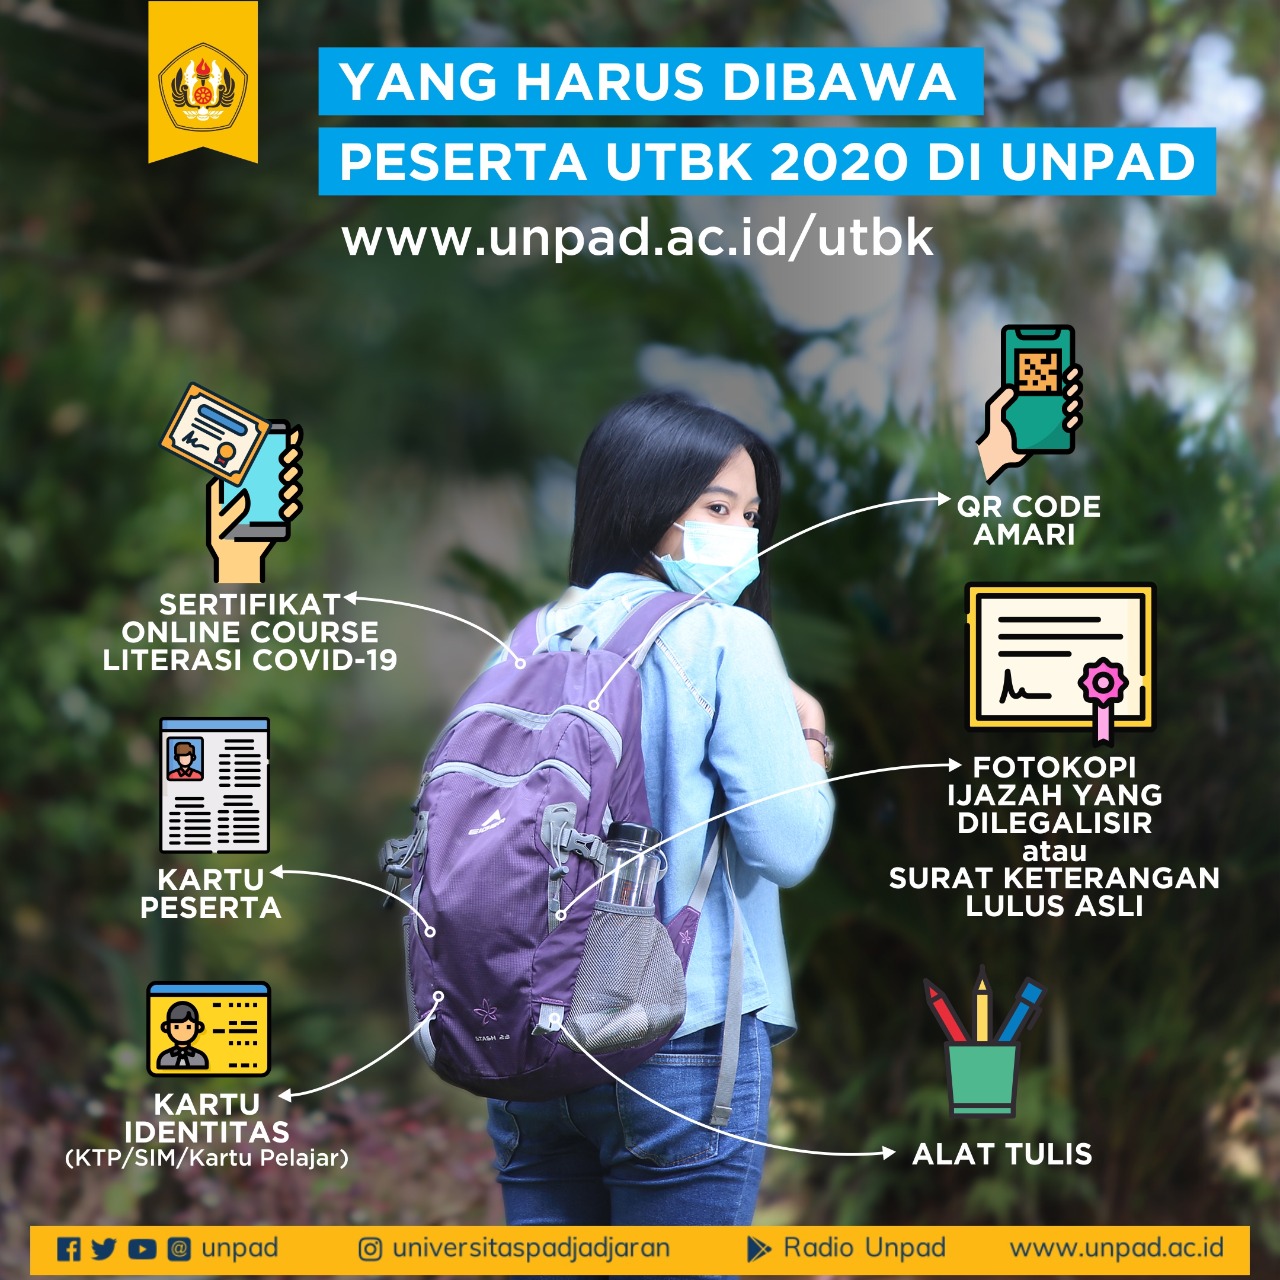 YANG HARUS DIBAWA
PESERTA UTBK 2020 DI UNPAD
www.unpad.ac.id/utbk
QR CODE
AMARI
SERTIFIKAT
ONLINE COURSE
LITERASI COVID-19
FOTOKOPI
IJAZAH YANG
DILEGALISIR
atau
SURAT KETERANGAN
LULUS ASLI
KARTU
PESERTA
KARTU
IDENTITAS
(KTP/SIM/Kartu Pelajar)
ALAT TULIS
unpad
universitaspadjadjaran
Radio Unpad
www.unpad.ac.id